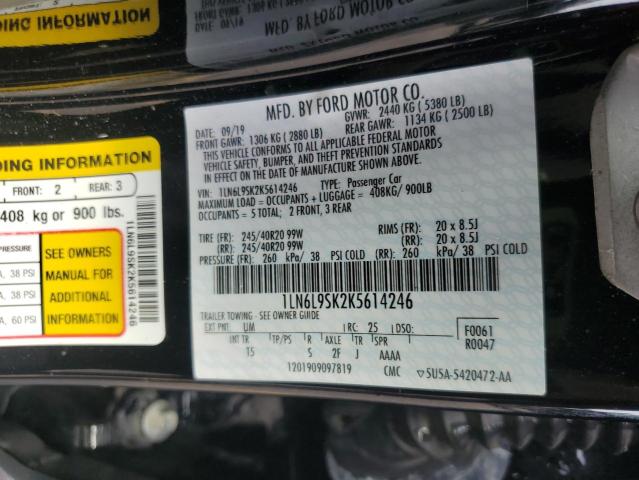 DING INFORMATION
FRONT: 2 REAR: 3
408 kg or 900 lbs.
PRESSURE
38 PSI
38 PSI
60 PSI
SEE OWNERS
MANUAL FOR
ADDITIONAL
INFORMATION
1LN6L9SK2K5614246
MFD. BY FORD MOTOR CO.
DATE: 09/19 GVWR: 2440 KG ( 5380 LB)
FRONT GAWR: 1306 KG ( 2880 LB) REAR GAWR: 1134 KG ( 2500 LB)
THIS VEHICLE CONFORMS TO ALL APPLICABLE FEDERAL MOTOR
VEHICLE SAFETY, BUMPER, AND THEFT PREVENTION STANDARDS
IN EFFECT ON THE DATE OF MANUFACTURE SHOWN ABOVE.
VIN: 1LN6L9SK2K5614246 TYPE: Passenger Car
MAXIMUM LOAD = OCCUPANTS + LUGGAGE = 408KG/ 900LB
OCCUPANTS = 5 TOTAL; 2 FRONT, 3 REAR
TIRE (FR): 245/40R20 99W RIMS (FR): 20 x 8.5J
(RR): 245/40R20 99W (RR): 20 x 8.5J
PRESSURE (FR): 260 kPa/ 38 PSI COLD (RR): 260 kPa/ 38 PSI COLD
1LN6L9SK2K5614246
TRAILER TOWING - SEE OWNER GUIDE
EXT PNT: UM RC: 25 DSO: F0061
INT TR TP/PS R AXLE TR SPR R0047
T5 S 2F J AAAA
1201909097819 CMC 5U5A-5420472-AA